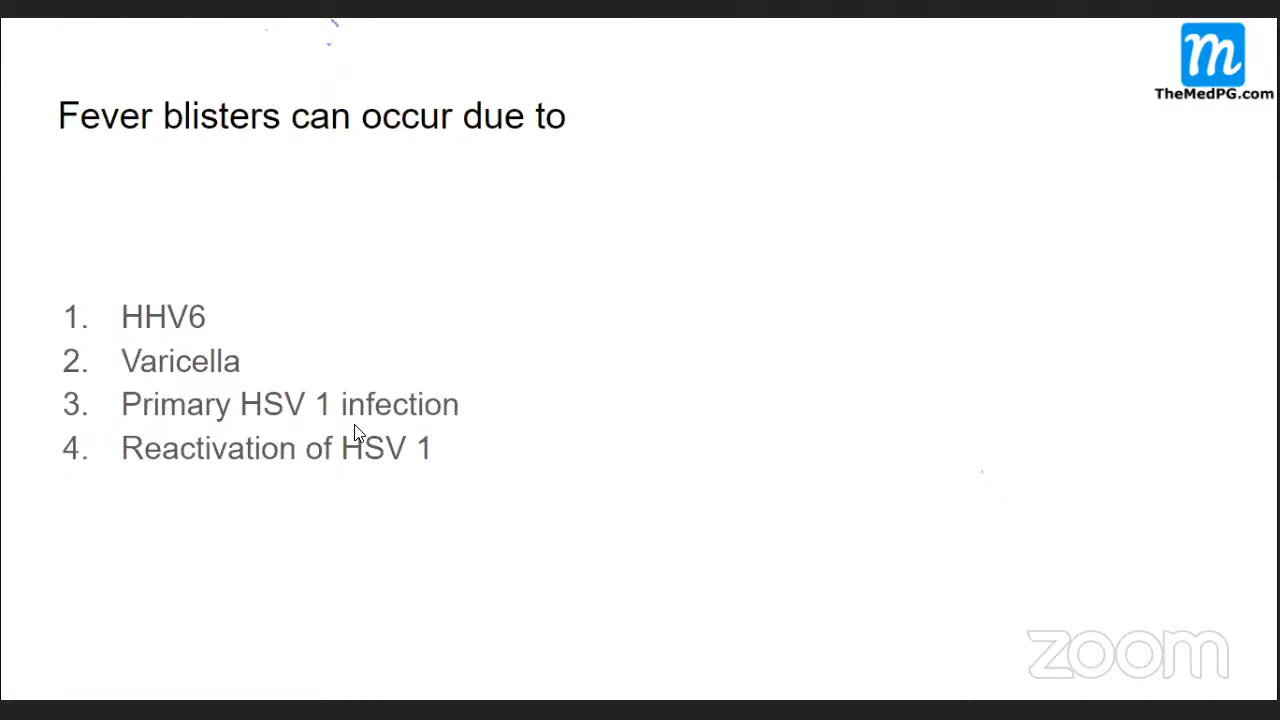 m
TheMedPG.com
Fever blisters can occur due to
1. HHV6
2. Varicella
3. Primary HSV 1 infection
4. Reactivation of HSV 1
zoom